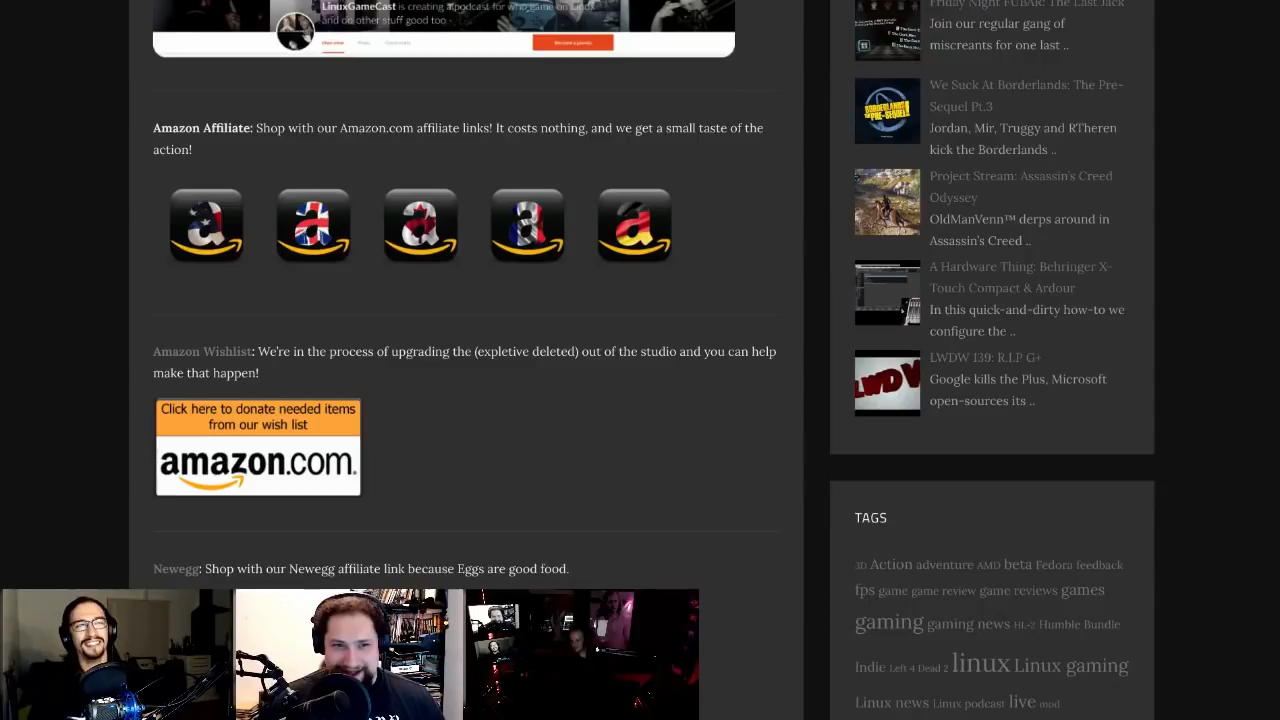 LinuxGameCast is creating a podcast for who game on Linux
and do other stuff good too -
Become a patron
Amazon Affiliate: Shop with our Amazon.com affiliate links! It costs nothing, and we get a small taste of the
action!
a a a a a
Amazon Wishlist: We're in the process of upgrading the (expletive deleted) out of the studio and you can help
make that happen!
Click here to donate needed items
from our wish list
amazon.com.
Newegg: Shop with our Newegg affiliate link because Eggs are good food.
Friday Night FUBAR: The Last Jack
Join our regular gang of
miscreants for one last ..
We Suck At Borderlands: The Pre-
Sequel Pt.3
Jordan, Mir, Truggy and RTheren
kick the Borderlands ..
Project Stream: Assassin's Creed
Odyssey
OldManVenn™ derps around in
Assassin's Creed ..
A Hardware Thing: Behringer X-
Touch Compact & Ardour
In this quick-and-dirty how-to we
configure the ..
LWDW
LWDW 139: R.I.P G+
Google kills the Plus, Microsoft
open-sources its ..
TAGS
3D Action adventure AMD beta Fedora feedback
fps game game review game reviews games
gaming gaming news HL-2 Humble Bundle
Indie Left 4 Dead 2 linux Linux gaming
Linux news Linux podcast live mod